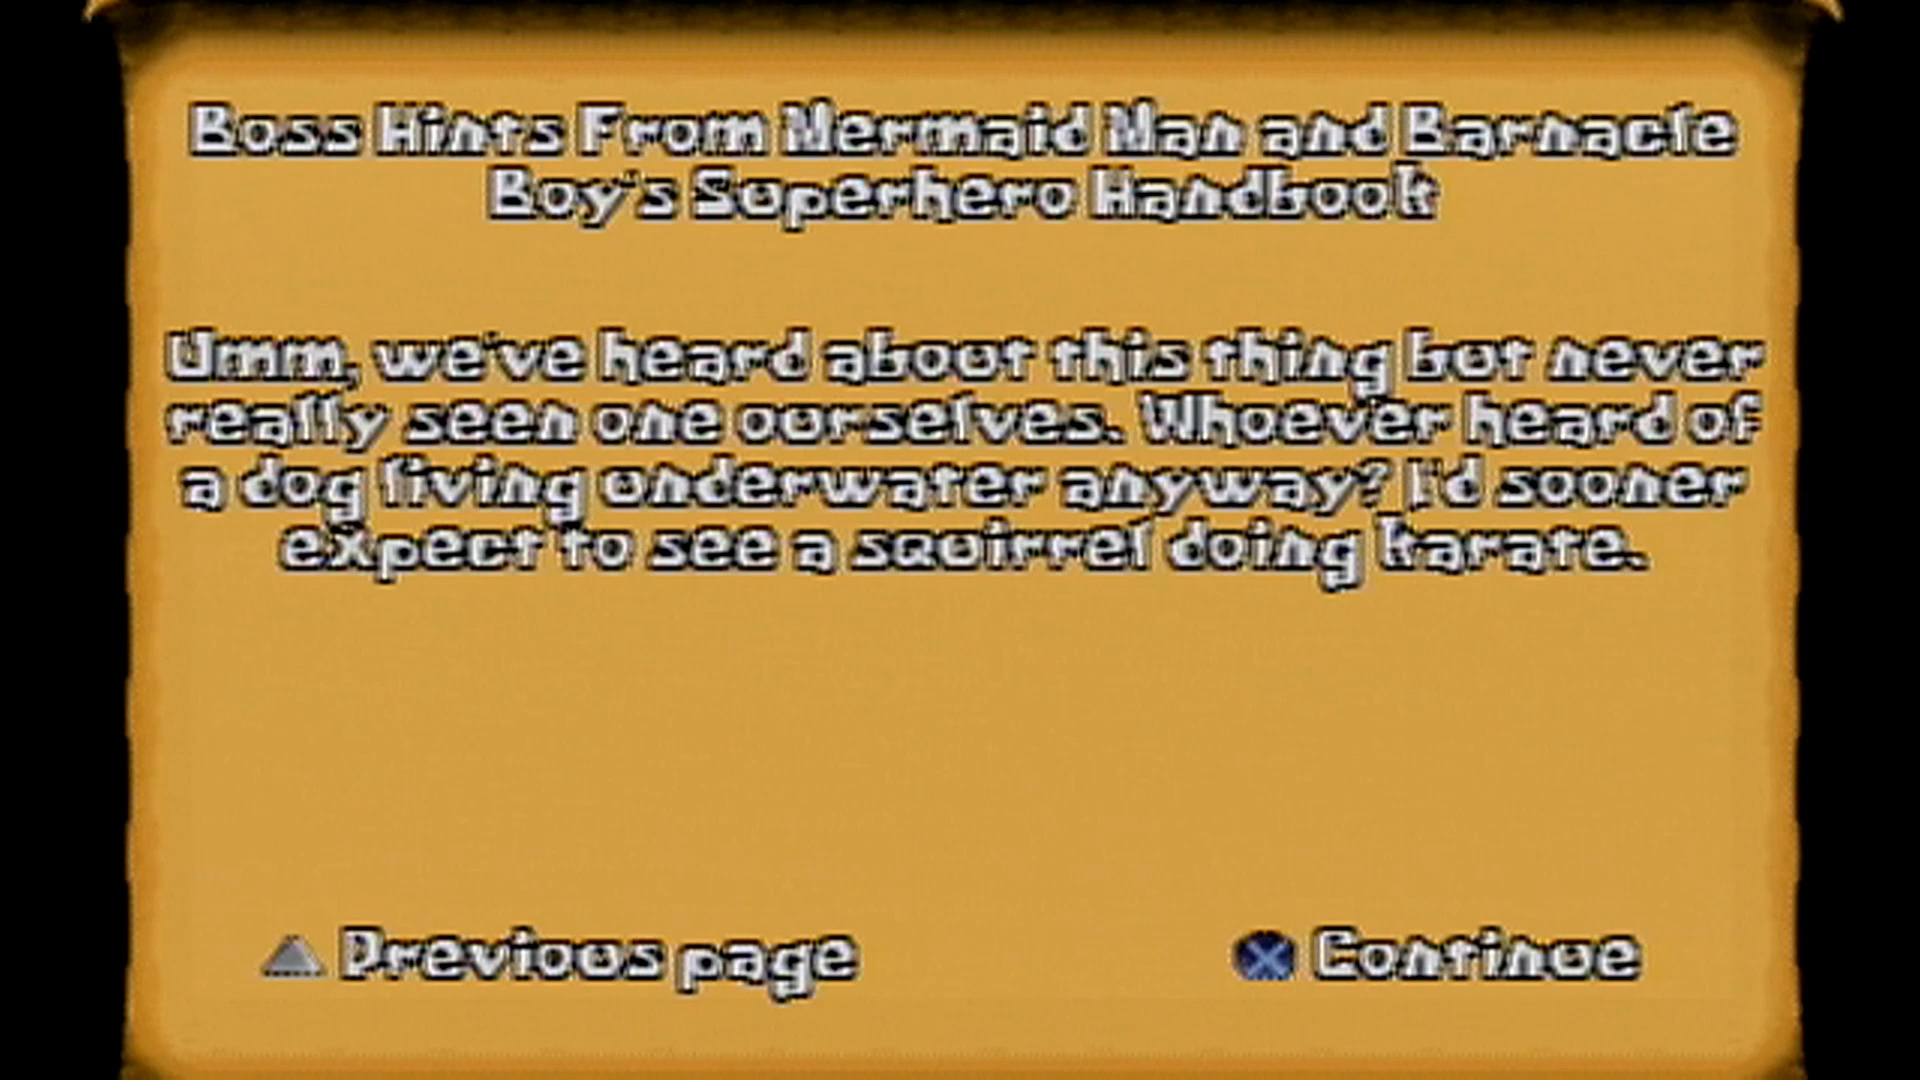 Boss Hints From Mermaid Man and Barnacle
Boy's Superhero Handbook
Umm, we've heard about this thing but never
really seen one ourselves. Whoever heard of
a dog living underwater anyway? I'd sooner
expect to see a squirrel doing karate.
Previous page
Continue